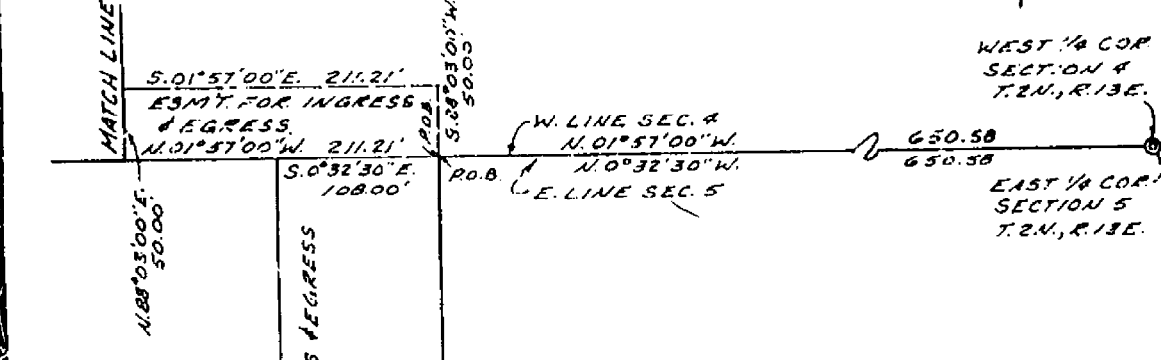 MATCH LINE
S.01°57'00"E. 211.21'
ESM'T. FOR INGRESS
& EGRESS
N.01°57'00"W. 211.21'
N.88°03'00"E.
50.00'
S.0°32'30"E.
108.00'
S & EGRESS
P.O.B.
S.88°03'00"W.
50.00'
P.O.B.
W. LINE SEC. 4
N.01°57'00"W.
N.0°32'30"W.
E. LINE SEC. 5
650.58
650.58
WEST 1/4 COR.
SECTION 4
T.2N., R.13E.
EAST 1/4 COR.
SECTION 5
T.2N., R.13E.